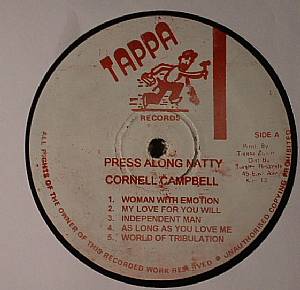 TAPPA
RECORDS
SIDE A
PRESS ALONG NATTY
CORNELL CAMPBELL
1. WOMAN WITH EMOTION
2. MY LOVE FOR YOU WILL
3. INDEPENDENT MAN
4. AS LONG AS YOU LOVE ME
5. WORLD OF TRIBULATION
ALL RIGHTS OF THE OWNER OF THIS RECORDED WORK RESERVED • UNAUTHORISED COPYING PROHIBITED